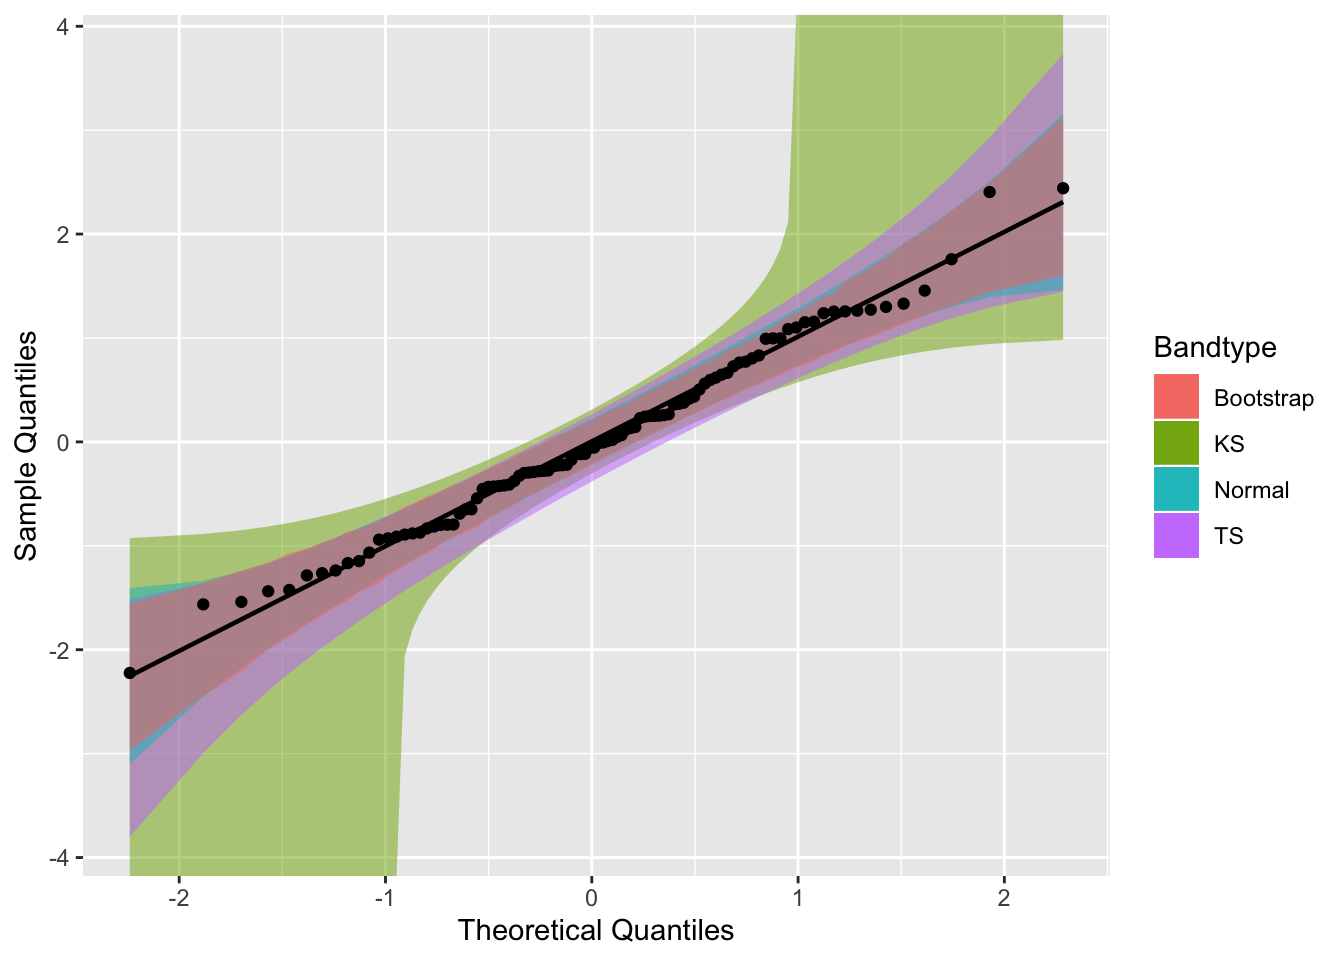 4
2
0
-2
-4
Sample Quantiles
-2
-1
0
1
2
Theoretical Quantiles
Bandtype
Bootstrap
KS
Normal
TS